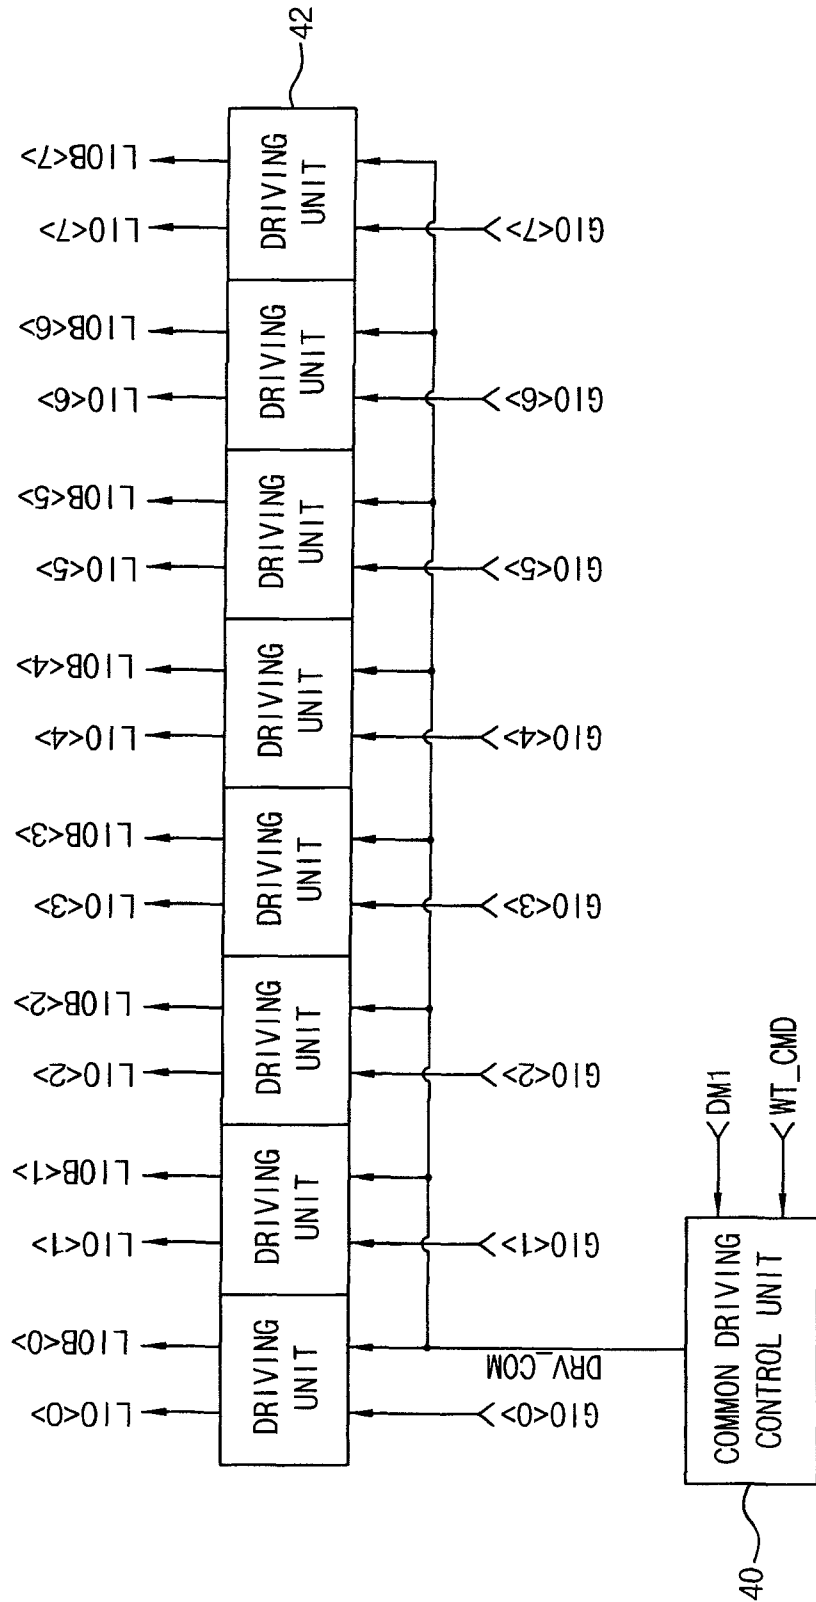 LIO<0>
LIOB<0>
LIO<1>
LIOB<1>
LIO<2>
LIOB<2>
LIO<3>
LIOB<3>
LIO<4>
LIOB<4>
LIO<5>
LIOB<5>
LIO<6>
LIOB<6>
LIO<7>
LIOB<7>
DRIVING
UNIT
DRIVING
UNIT
DRIVING
UNIT
DRIVING
UNIT
DRIVING
UNIT
DRIVING
UNIT
DRIVING
UNIT
DRIVING
UNIT
42
GIO<0>
DRV_COM
GIO<1>
GIO<2>
GIO<3>
GIO<4>
GIO<5>
GIO<6>
GIO<7>
40
COMMON DRIVING
CONTROL UNIT
DM1
WT_CMD